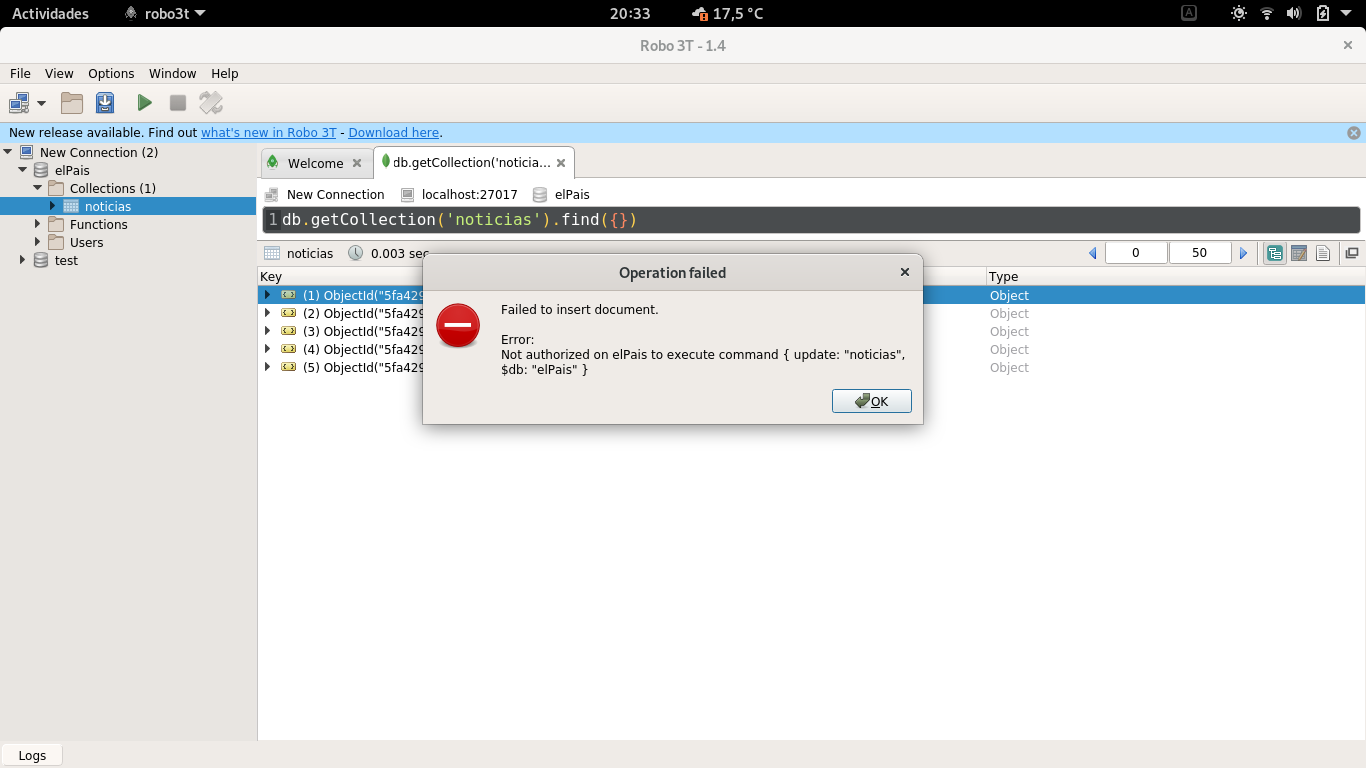 Actividades robo3t 20:33 17,5 °C A
Robo 3T - 1.4
File View Options Window Help
New release available. Find out what's new in Robo 3T - Download here.
New Connection (2)
elPais
Collections (1)
noticias
Functions
Users
test
Welcome db.getCollection('noticia...
New Connection localhost:27017 elPais
1 db.getCollection('noticias').find({})
noticias 0.003 sec 0 50
Key Type
(1) ObjectId("5fa429 Object
(2) ObjectId("5fa429 Object
(3) ObjectId("5fa429 Object
(4) ObjectId("5fa429 Object
(5) ObjectId("5fa429 Object
Operation failed
Failed to insert document.
Error:
Not authorized on elPais to execute command { update: "noticias",
$db: "elPais" }
OK
Logs